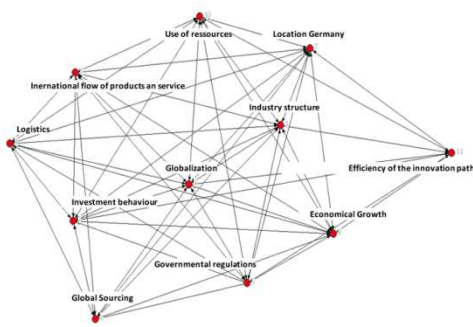 Use of ressources
Location Germany
Inernational flow of products an service
Industry structure
Logistics
Globalization
Efficiency of the innovation path
Investment behaviour
Economical Growth
Governmental regulations
Global Sourcing